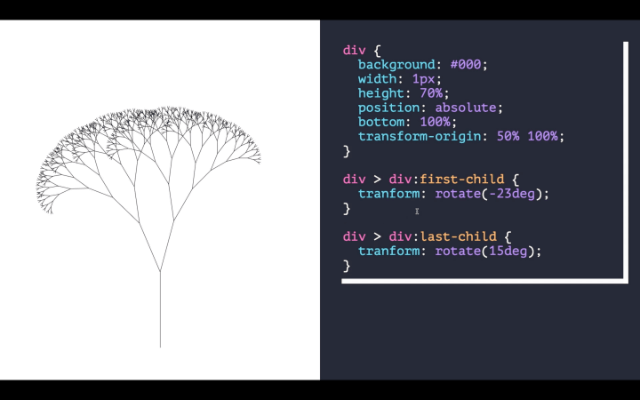 div {
  background: #000;
  width: 1px;
  height: 70%;
  position: absolute;
  bottom: 100%;
  transform-origin: 50% 100%;
}
div > div:first-child {
  tranform: rotate(-23deg);
}
div > div:last-child {
  tranform: rotate(15deg);
}